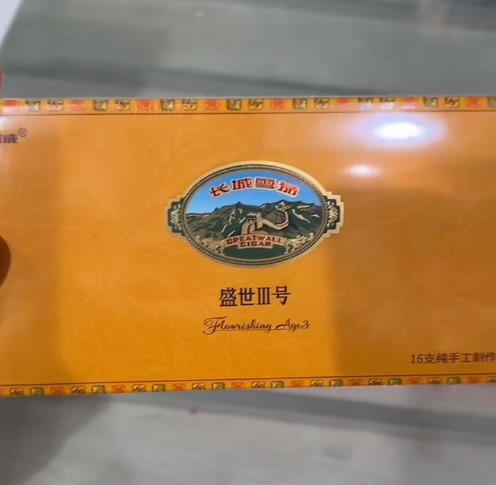 城®
长城雪茄
GREATWALL
CIGAR
盛世III号
Flourishing Age3
16支纯手工制作